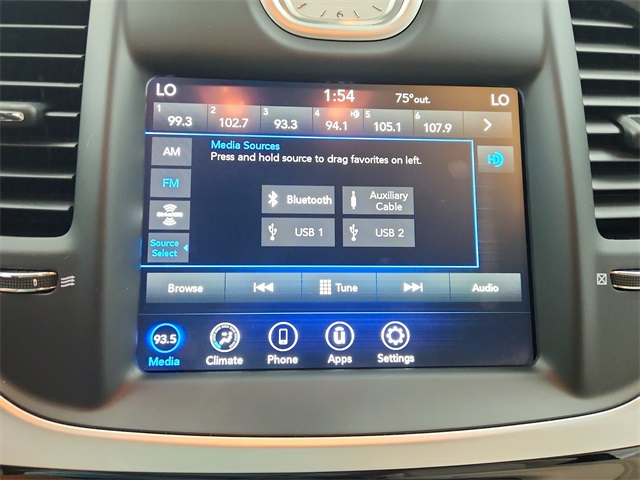 LO 1:54 75°out. LO
1 99.3 2 102.7 3 93.3 4 94.1 5 105.1 6 107.9
Media Sources
Press and hold source to drag favorites on left.
AM
FM
Source
Select
Bluetooth
Auxiliary
Cable
USB 1
USB 2
Browse Tune Audio
93.5
Media Climate Phone Apps Settings